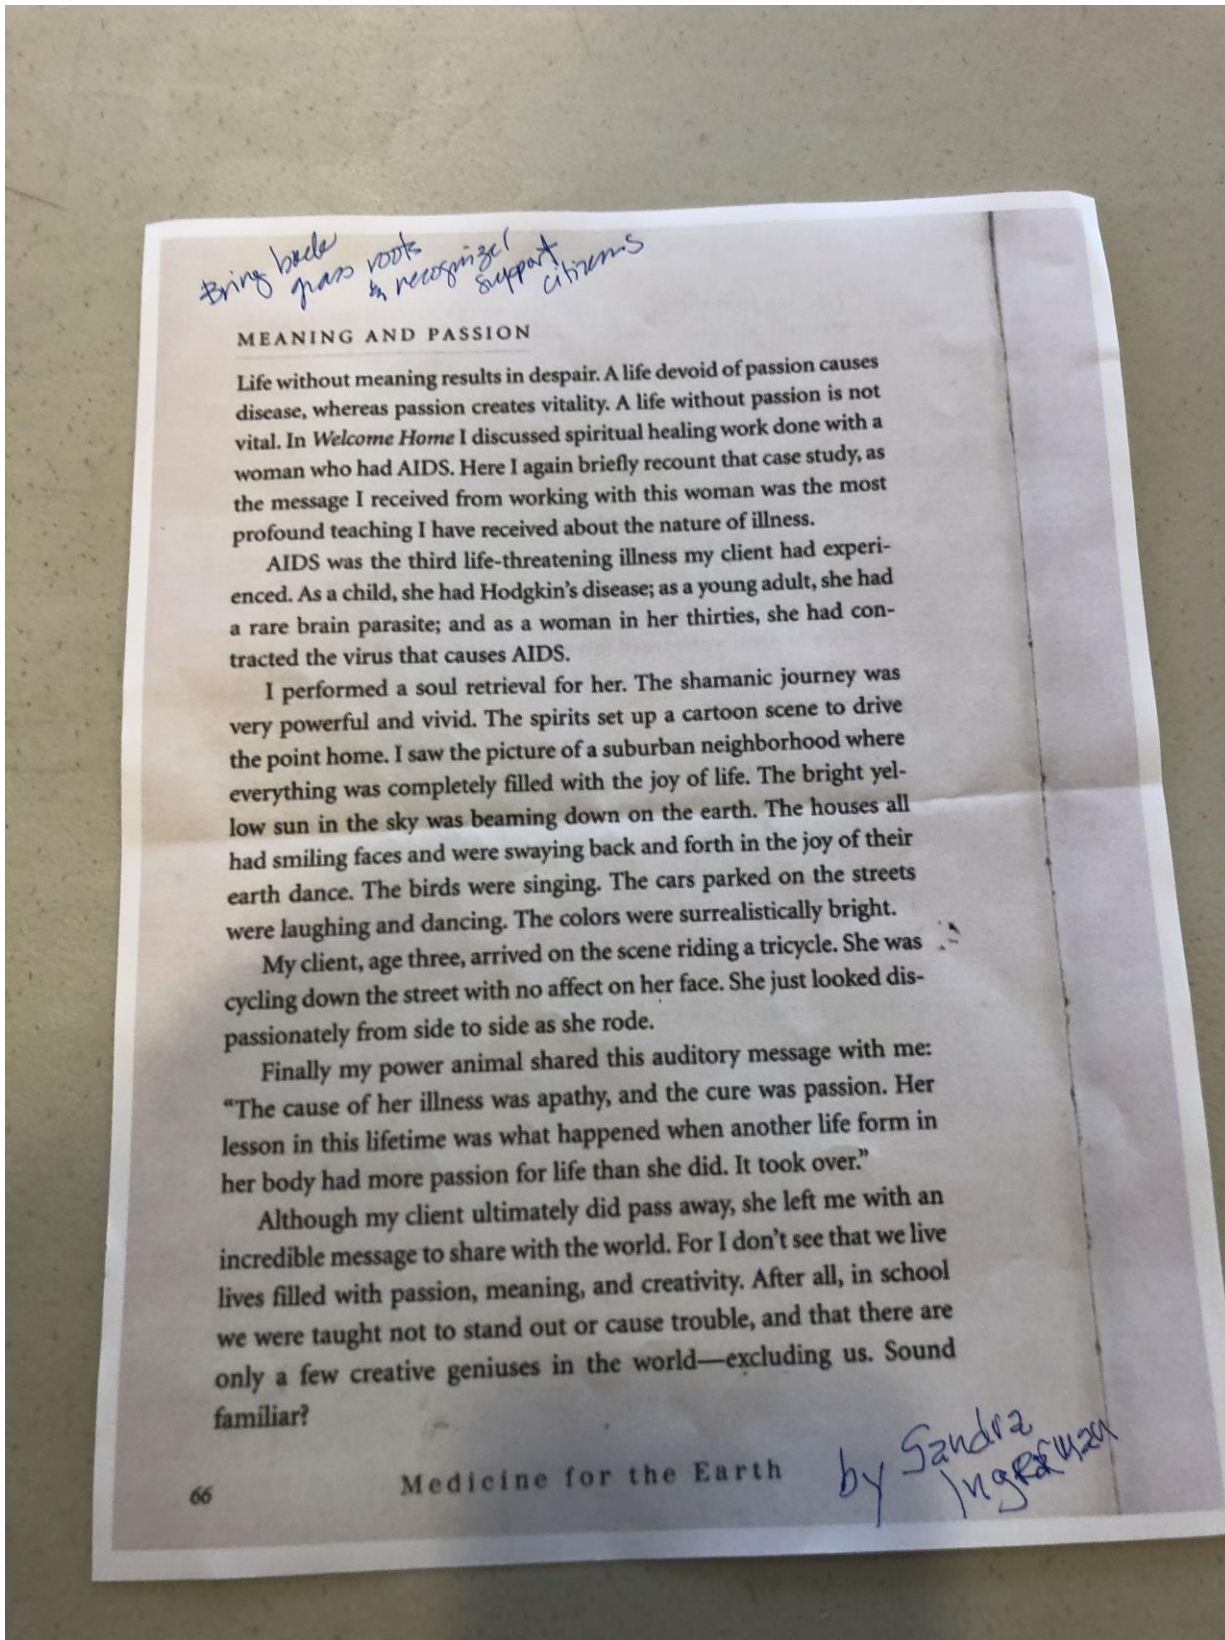 Bring back
grass roots
& recognize/
support
citizens
MEANING AND PASSION
Life without meaning results in despair. A life devoid of passion causes
disease, whereas passion creates vitality. A life without passion is not
vital. In Welcome Home I discussed spiritual healing work done with a
woman who had AIDS. Here I again briefly recount that case study, as
the message I received from working with this woman was the most
profound teaching I have received about the nature of illness.
AIDS was the third life-threatening illness my client had experi-
enced. As a child, she had Hodgkin's disease; as a young adult, she had
a rare brain parasite; and as a woman in her thirties, she had con-
tracted the virus that causes AIDS.
I performed a soul retrieval for her. The shamanic journey was
very powerful and vivid. The spirits set up a cartoon scene to drive
the point home. I saw the picture of a suburban neighborhood where
everything was completely filled with the joy of life. The bright yel-
low sun in the sky was beaming down on the earth. The houses all
had smiling faces and were swaying back and forth in the joy of their
earth dance. The birds were singing. The cars parked on the streets
were laughing and dancing. The colors were surrealistically bright.
My client, age three, arrived on the scene riding a tricycle. She was
cycling down the street with no affect on her face. She just looked dis-
passionately from side to side as she rode.
Finally my power animal shared this auditory message with me:
“The cause of her illness was apathy, and the cure was passion. Her
lesson in this lifetime was what happened when another life form in
her body had more passion for life than she did. It took over.”
Although my client ultimately did pass away, she left me with an
incredible message to share with the world. For I don't see that we live
lives filled with passion, meaning, and creativity. After all, in school
we were taught not to stand out or cause trouble, and that there are
only a few creative geniuses in the world—excluding us. Sound
familiar?
66
Medicine for the Earth
by Sandra
Ingerman